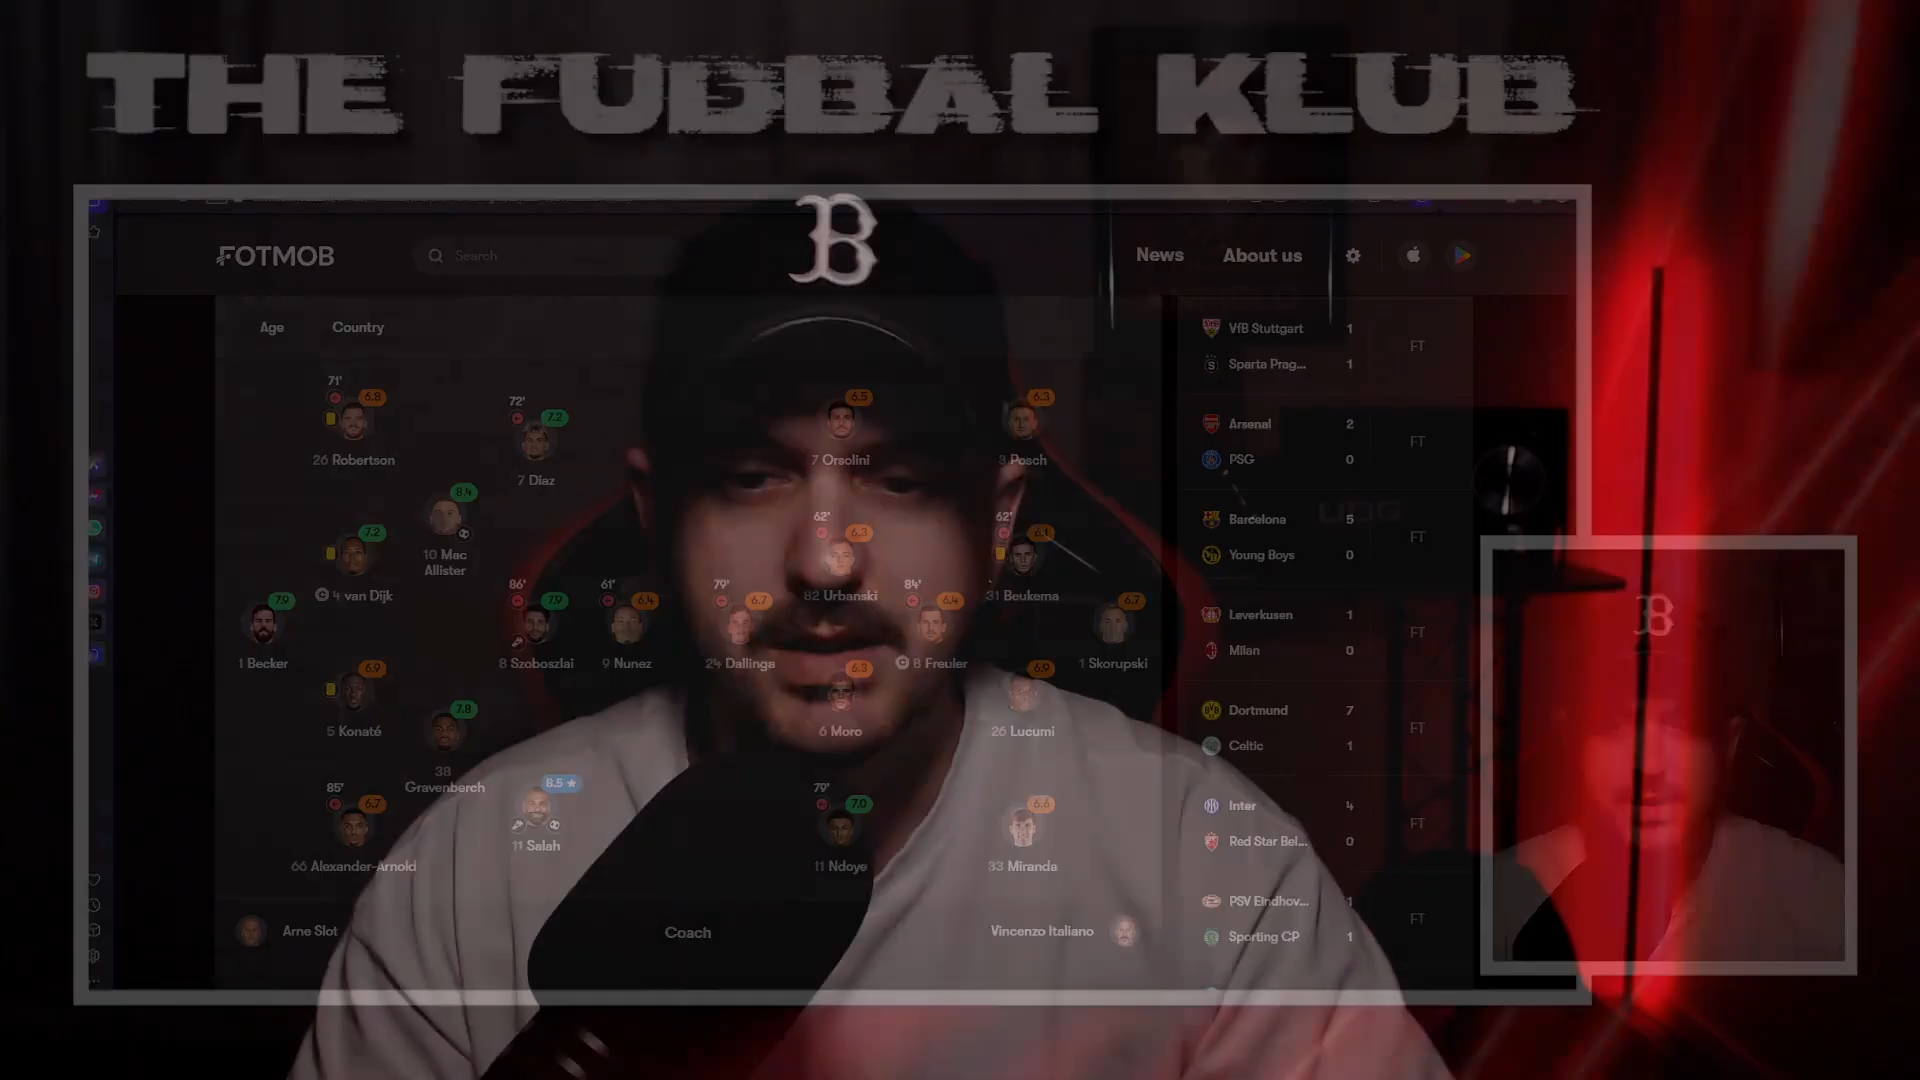 THE FUDBAL KLUB
B
FOTMOB
Search
News
About us
Age
Country
71'
6.8
26 Robertson
72'
7.2
7 Diaz
6.5
7 Orsolini
6.3
3 Posch
7.2
C 4 van Dijk
8.4
10 Mac
Allister
62'
6.3
82 Urbanski
62'
6.1
31 Beukema
7.9
1 Becker
86'
7.9
8 Szoboszlai
61'
6.4
9 Nunez
79'
6.7
24 Dallinga
84'
6.4
C 8 Freuler
6.7
1 Skorupski
6.9
5 Konaté
7.8
38
Gravenberch
6.3
6 Moro
6.9
26 Lucumi
85'
6.7
66 Alexander-Arnold
8.5
11 Salah
79'
7.0
11 Ndoye
6.6
33 Miranda
Arne Slot
Coach
Vincenzo Italiano
VfB Stuttgart 1
FT
Sparta Prag... 1
Arsenal 2
FT
PSG 0
Barcelona 5
FT
Young Boys 0
Leverkusen 1
FT
Milan 0
Dortmund 7
FT
Celtic 1
Inter 4
FT
Red Star Bel... 0
PSV Eindhov... 1
FT
Sporting CP 1
B